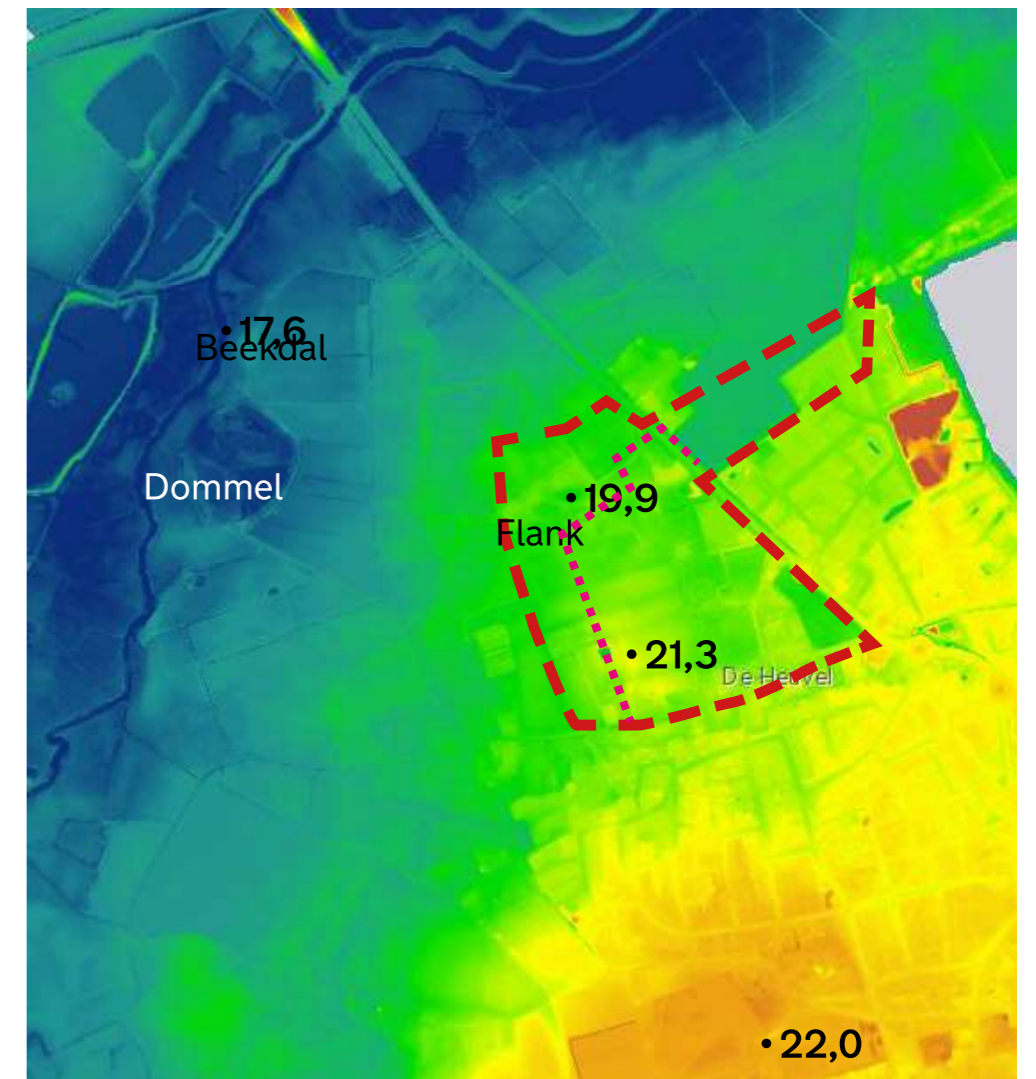 • 17,6
Beekdal
Dommel
• 19,9
Flank
• 21,3
De Heuvel
• 22,0